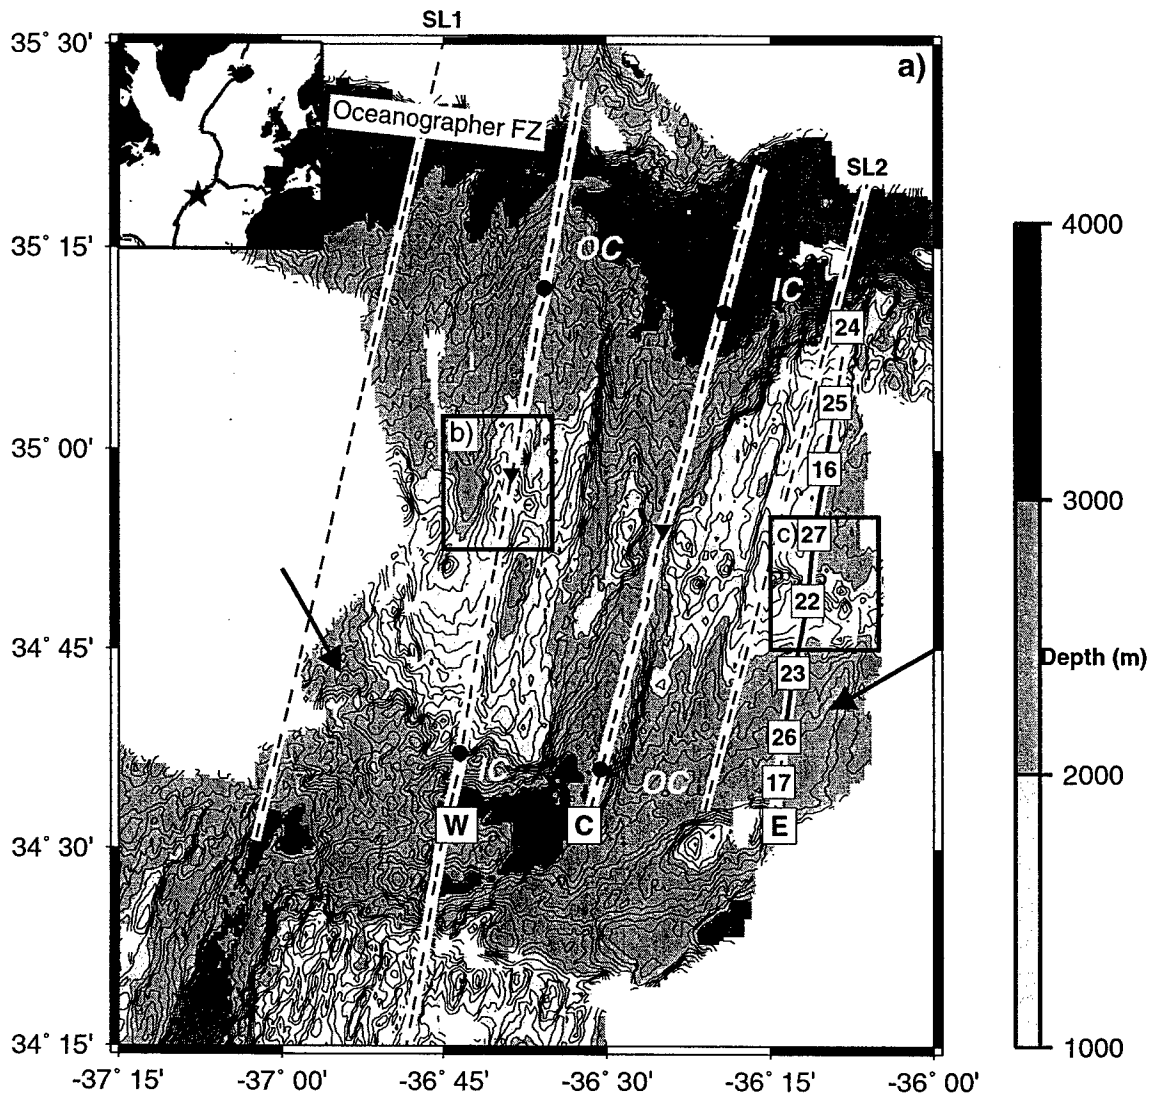 SL1
35° 30'
a)
Oceanographer FZ
SL2
4000
35° 15'
OC
IC
24
25
35° 00'
b)
16
3000
c) 27
22
34° 45'
23
Depth (m)
26
IC
OC
17
2000
W
C
E
34° 30'
34° 15'
1000
-37° 15'
-37° 00'
-36° 45'
-36° 30'
-36° 15'
-36° 00'